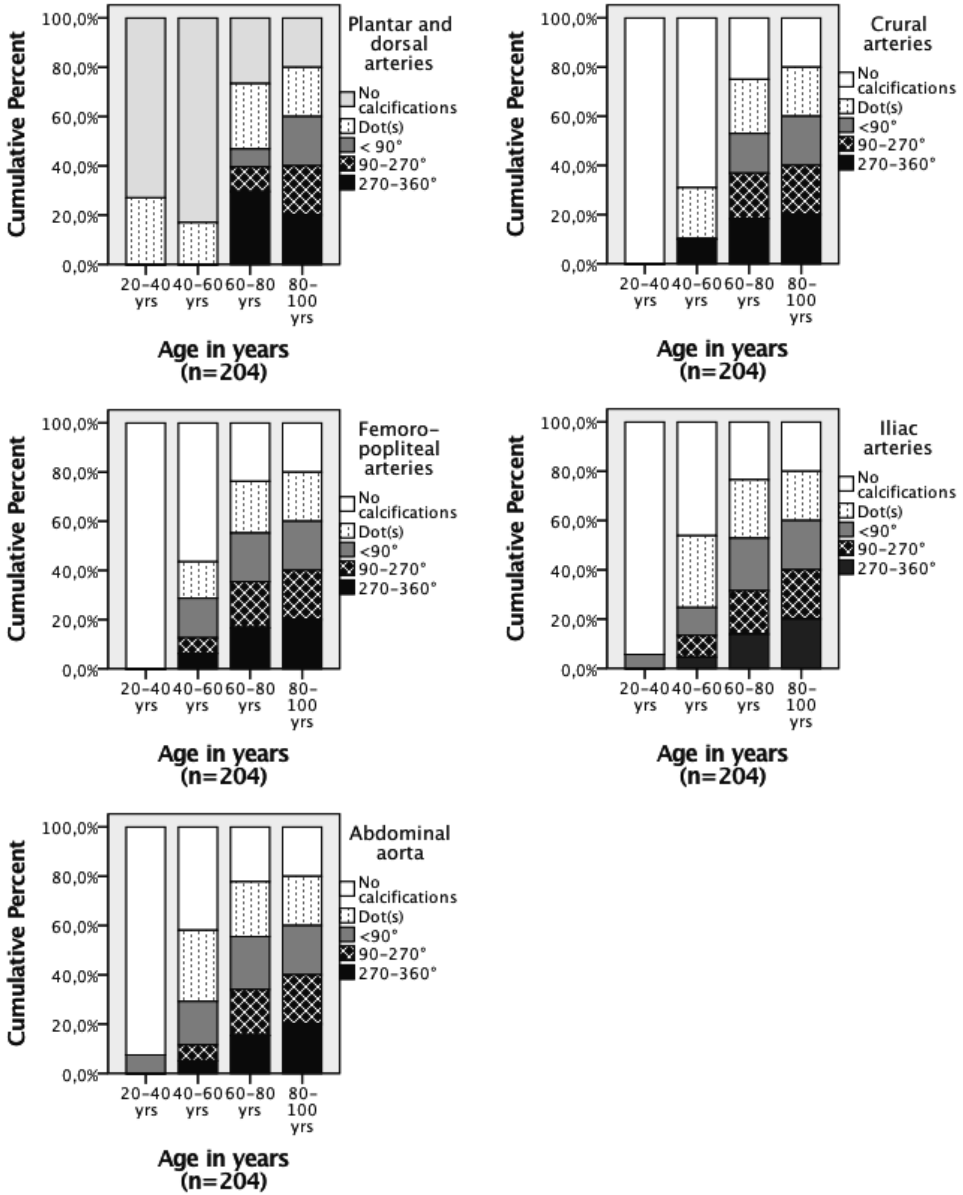 Plantar and
dorsal
arteries
No
calcifications
Dot(s)
< 90°
90–270°
270–360°
Cumulative Percent
100,0%
80,0%
60,0%
40,0%
20,0%
0,0%
20–40 40–60 60–80 80–
yrs yrs yrs 100
yrs
Age in years
(n=204)
Crural
arteries
No
calcifications
Dot(s)
<90°
90–270°
270–360°
Cumulative Percent
100,0%
80,0%
60,0%
40,0%
20,0%
0,0%
20–40 40–60 60–80 80–
yrs yrs yrs 100
yrs
Age in years
(n=204)
Femoro-
popliteal
arteries
No
calcifications
Dot(s)
<90°
90–270°
270–360°
Cumulative Percent
100,0%
80,0%
60,0%
40,0%
20,0%
0,0%
20–40 40–60 60–80 80–
yrs yrs yrs 100
yrs
Age in years
(n=204)
Iliac
arteries
No
calcifications
Dot(s)
<90°
90–270°
270–360°
Cumulative Percent
100,0%
80,0%
60,0%
40,0%
20,0%
0,0%
20–40 40–60 60–80 80–
yrs yrs yrs 100
yrs
Age in years
(n=204)
Abdominal
aorta
No
calcifications
Dot(s)
<90°
90–270°
270–360°
Cumulative Percent
100,0%
80,0%
60,0%
40,0%
20,0%
0,0%
20–40 40–60 60–80 80–
yrs yrs yrs 100
yrs
Age in years
(n=204)